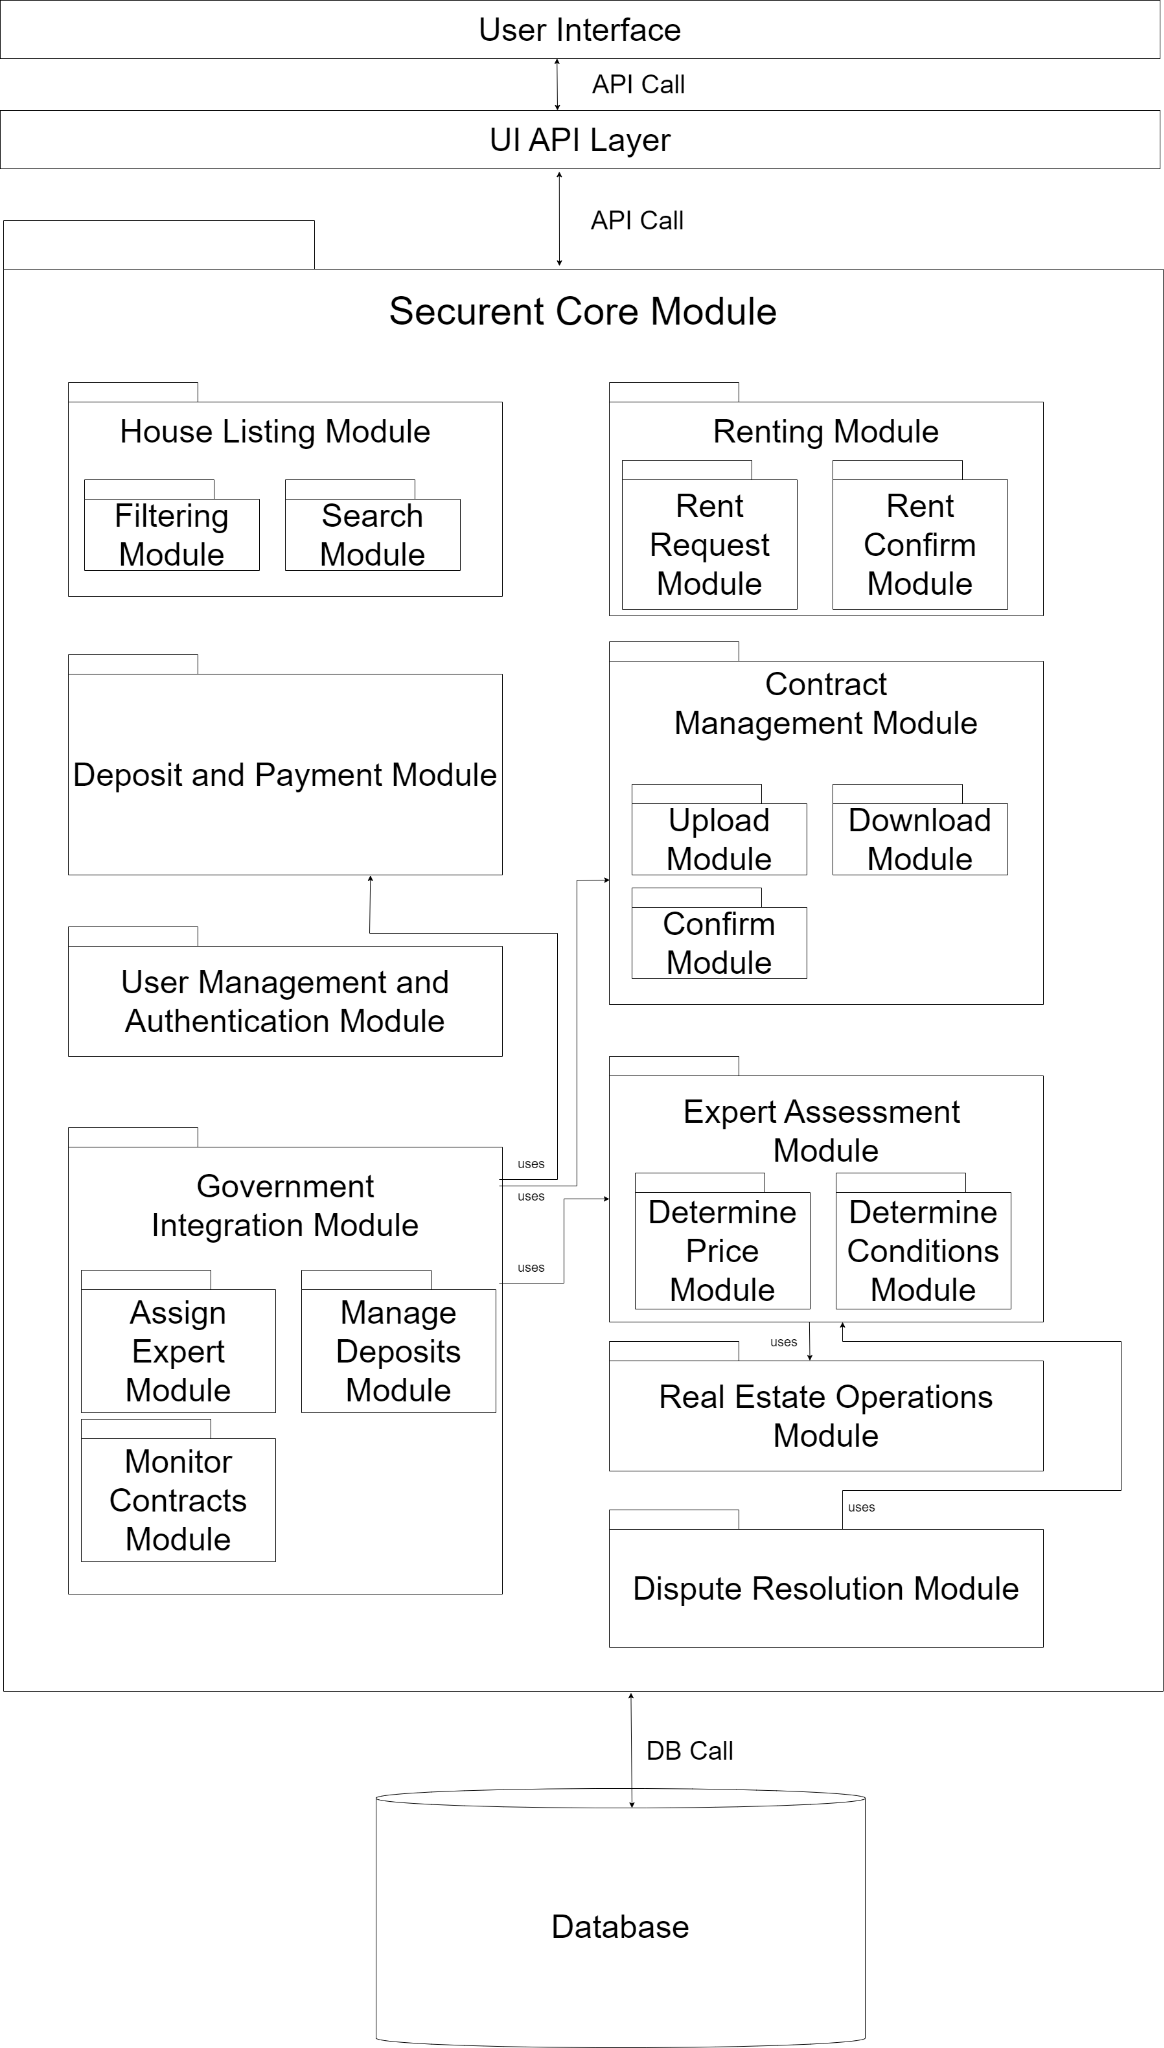 User Interface
API Call
UI API Layer
API Call
Securent Core Module
House Listing Module
Filtering
Module
Search
Module
Renting Module
Rent
Request
Module
Rent
Confirm
Module
Deposit and Payment Module
Contract
Management Module
Upload
Module
Download
Module
Confirm
Module
User Management and
Authentication Module
Government
Integration Module
uses
uses
uses
Assign
Expert
Module
Manage
Deposits
Module
Monitor
Contracts
Module
Expert Assessment
Module
Determine
Price
Module
Determine
Conditions
Module
uses
Real Estate Operations
Module
uses
Dispute Resolution Module
DB Call
Database